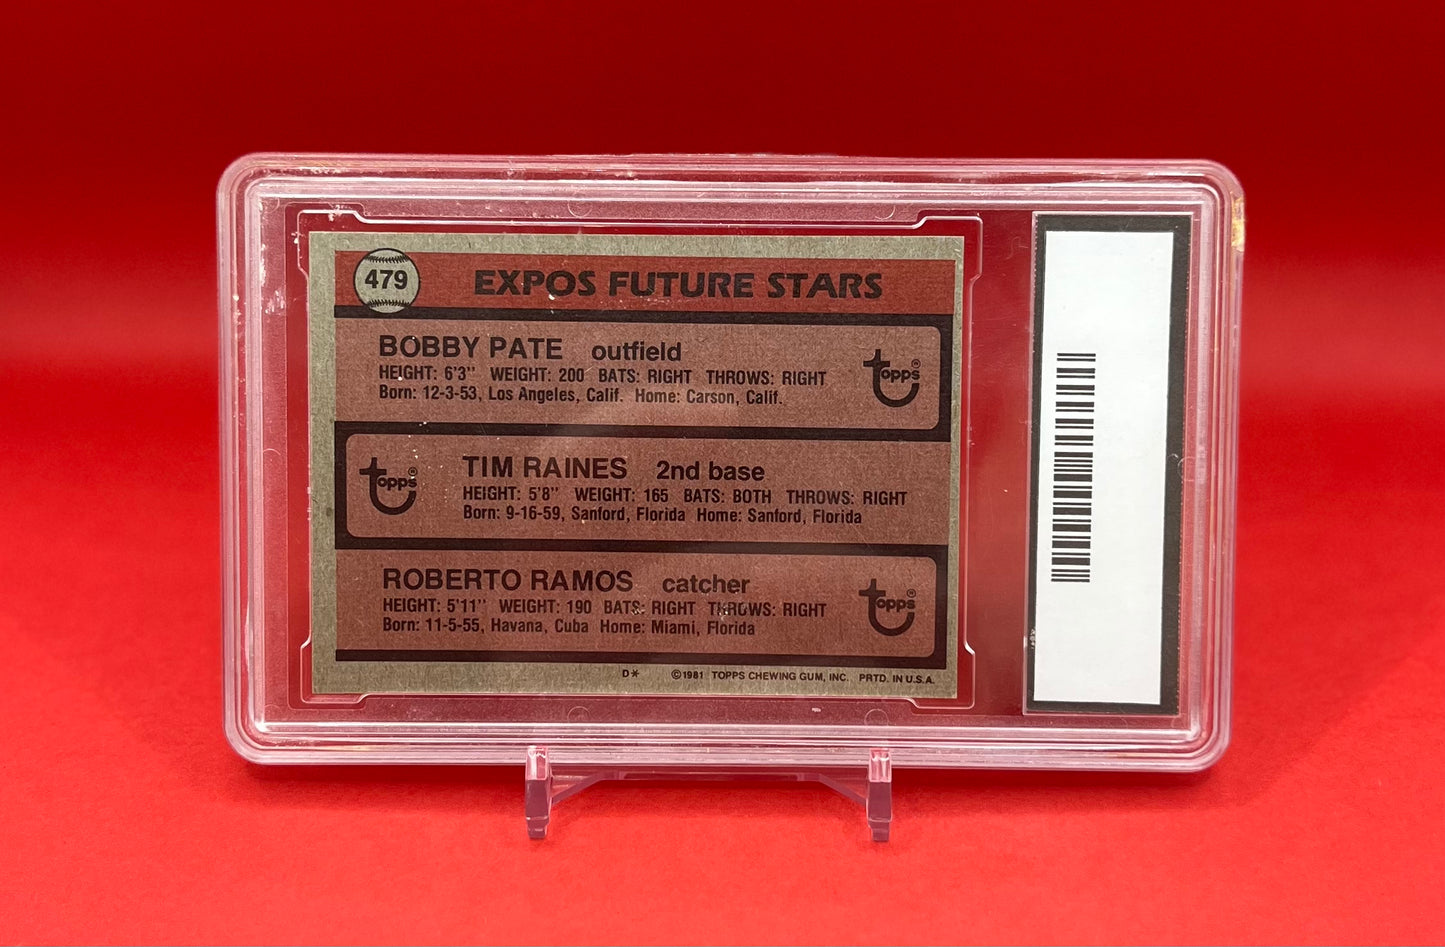 479
EXPOS FUTURE STARS
BOBBY PATE outfield
HEIGHT: 6'3" WEIGHT: 200 BATS: RIGHT THROWS: RIGHT
Born: 12-3-53, Los Angeles, Calif. Home: Carson, Calif.
topps®
topps®
TIM RAINES 2nd base
HEIGHT: 5'8" WEIGHT: 165 BATS: BOTH THROWS: RIGHT
Born: 9-16-59, Sanford, Florida Home: Sanford, Florida
ROBERTO RAMOS catcher
HEIGHT: 5'11" WEIGHT: 190 BATS: RIGHT THROWS: RIGHT
Born: 11-5-55, Havana, Cuba Home: Miami, Florida
topps®
D* ©1981 TOPPS CHEWING GUM, INC. PRTD. IN U.S.A.